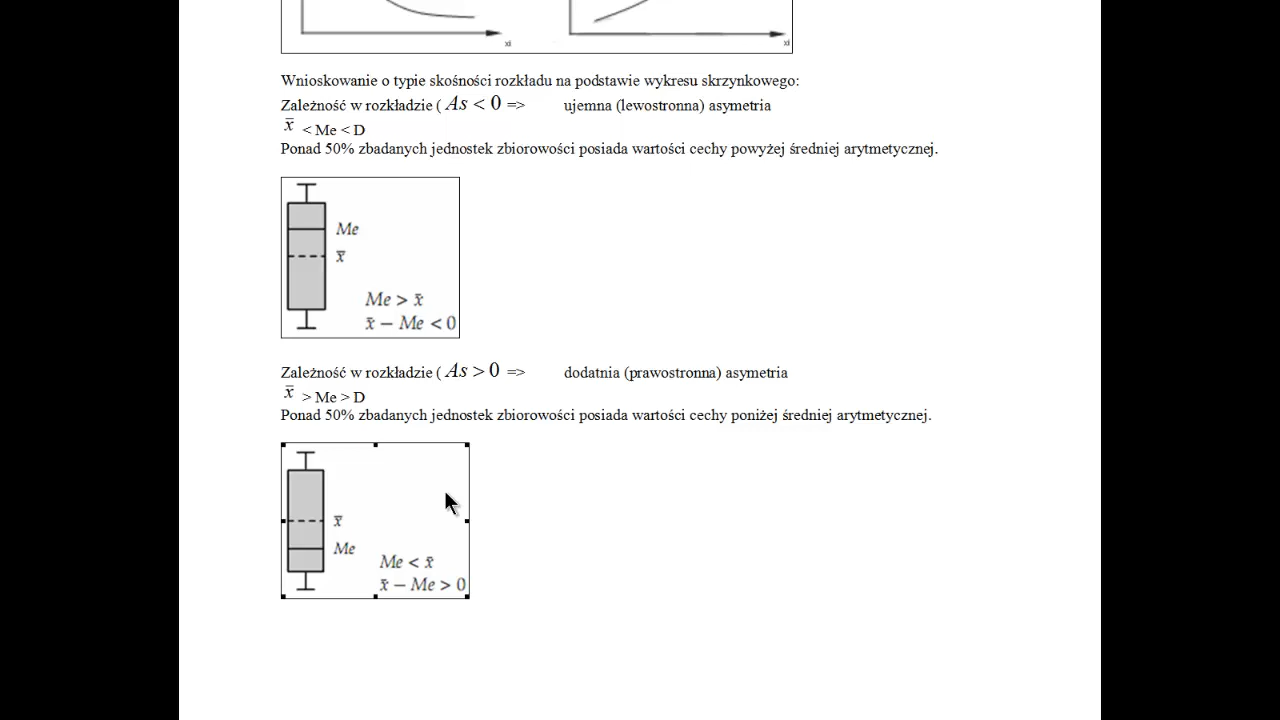 xi xi
Wnioskowanie o typie skośności rozkładu na podstawie wykresu skrzynkowego:
Zależność w rozkładzie ( As < 0 => ujemna (lewostronna) asymetria
x̄ < Me < D
Ponad 50% zbadanych jednostek zbiorowości posiada wartości cechy powyżej średniej arytmetycznej.
Me
x̄
Me > x̄
x̄ − Me < 0
Zależność w rozkładzie ( As > 0 => dodatnia (prawostronna) asymetria
x̄ > Me > D
Ponad 50% zbadanych jednostek zbiorowości posiada wartości cechy poniżej średniej arytmetycznej.
x̄
Me
Me < x̄
x̄ − Me > 0